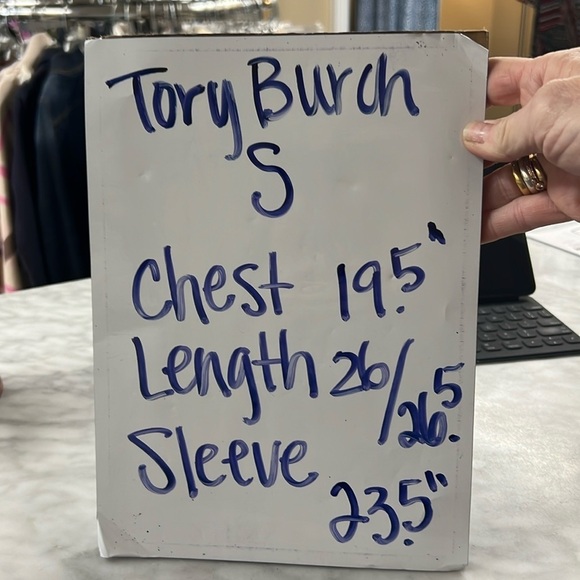 Tory Burch
S
Chest 19.5"
Length 26/26.5
Sleeve
23.5"